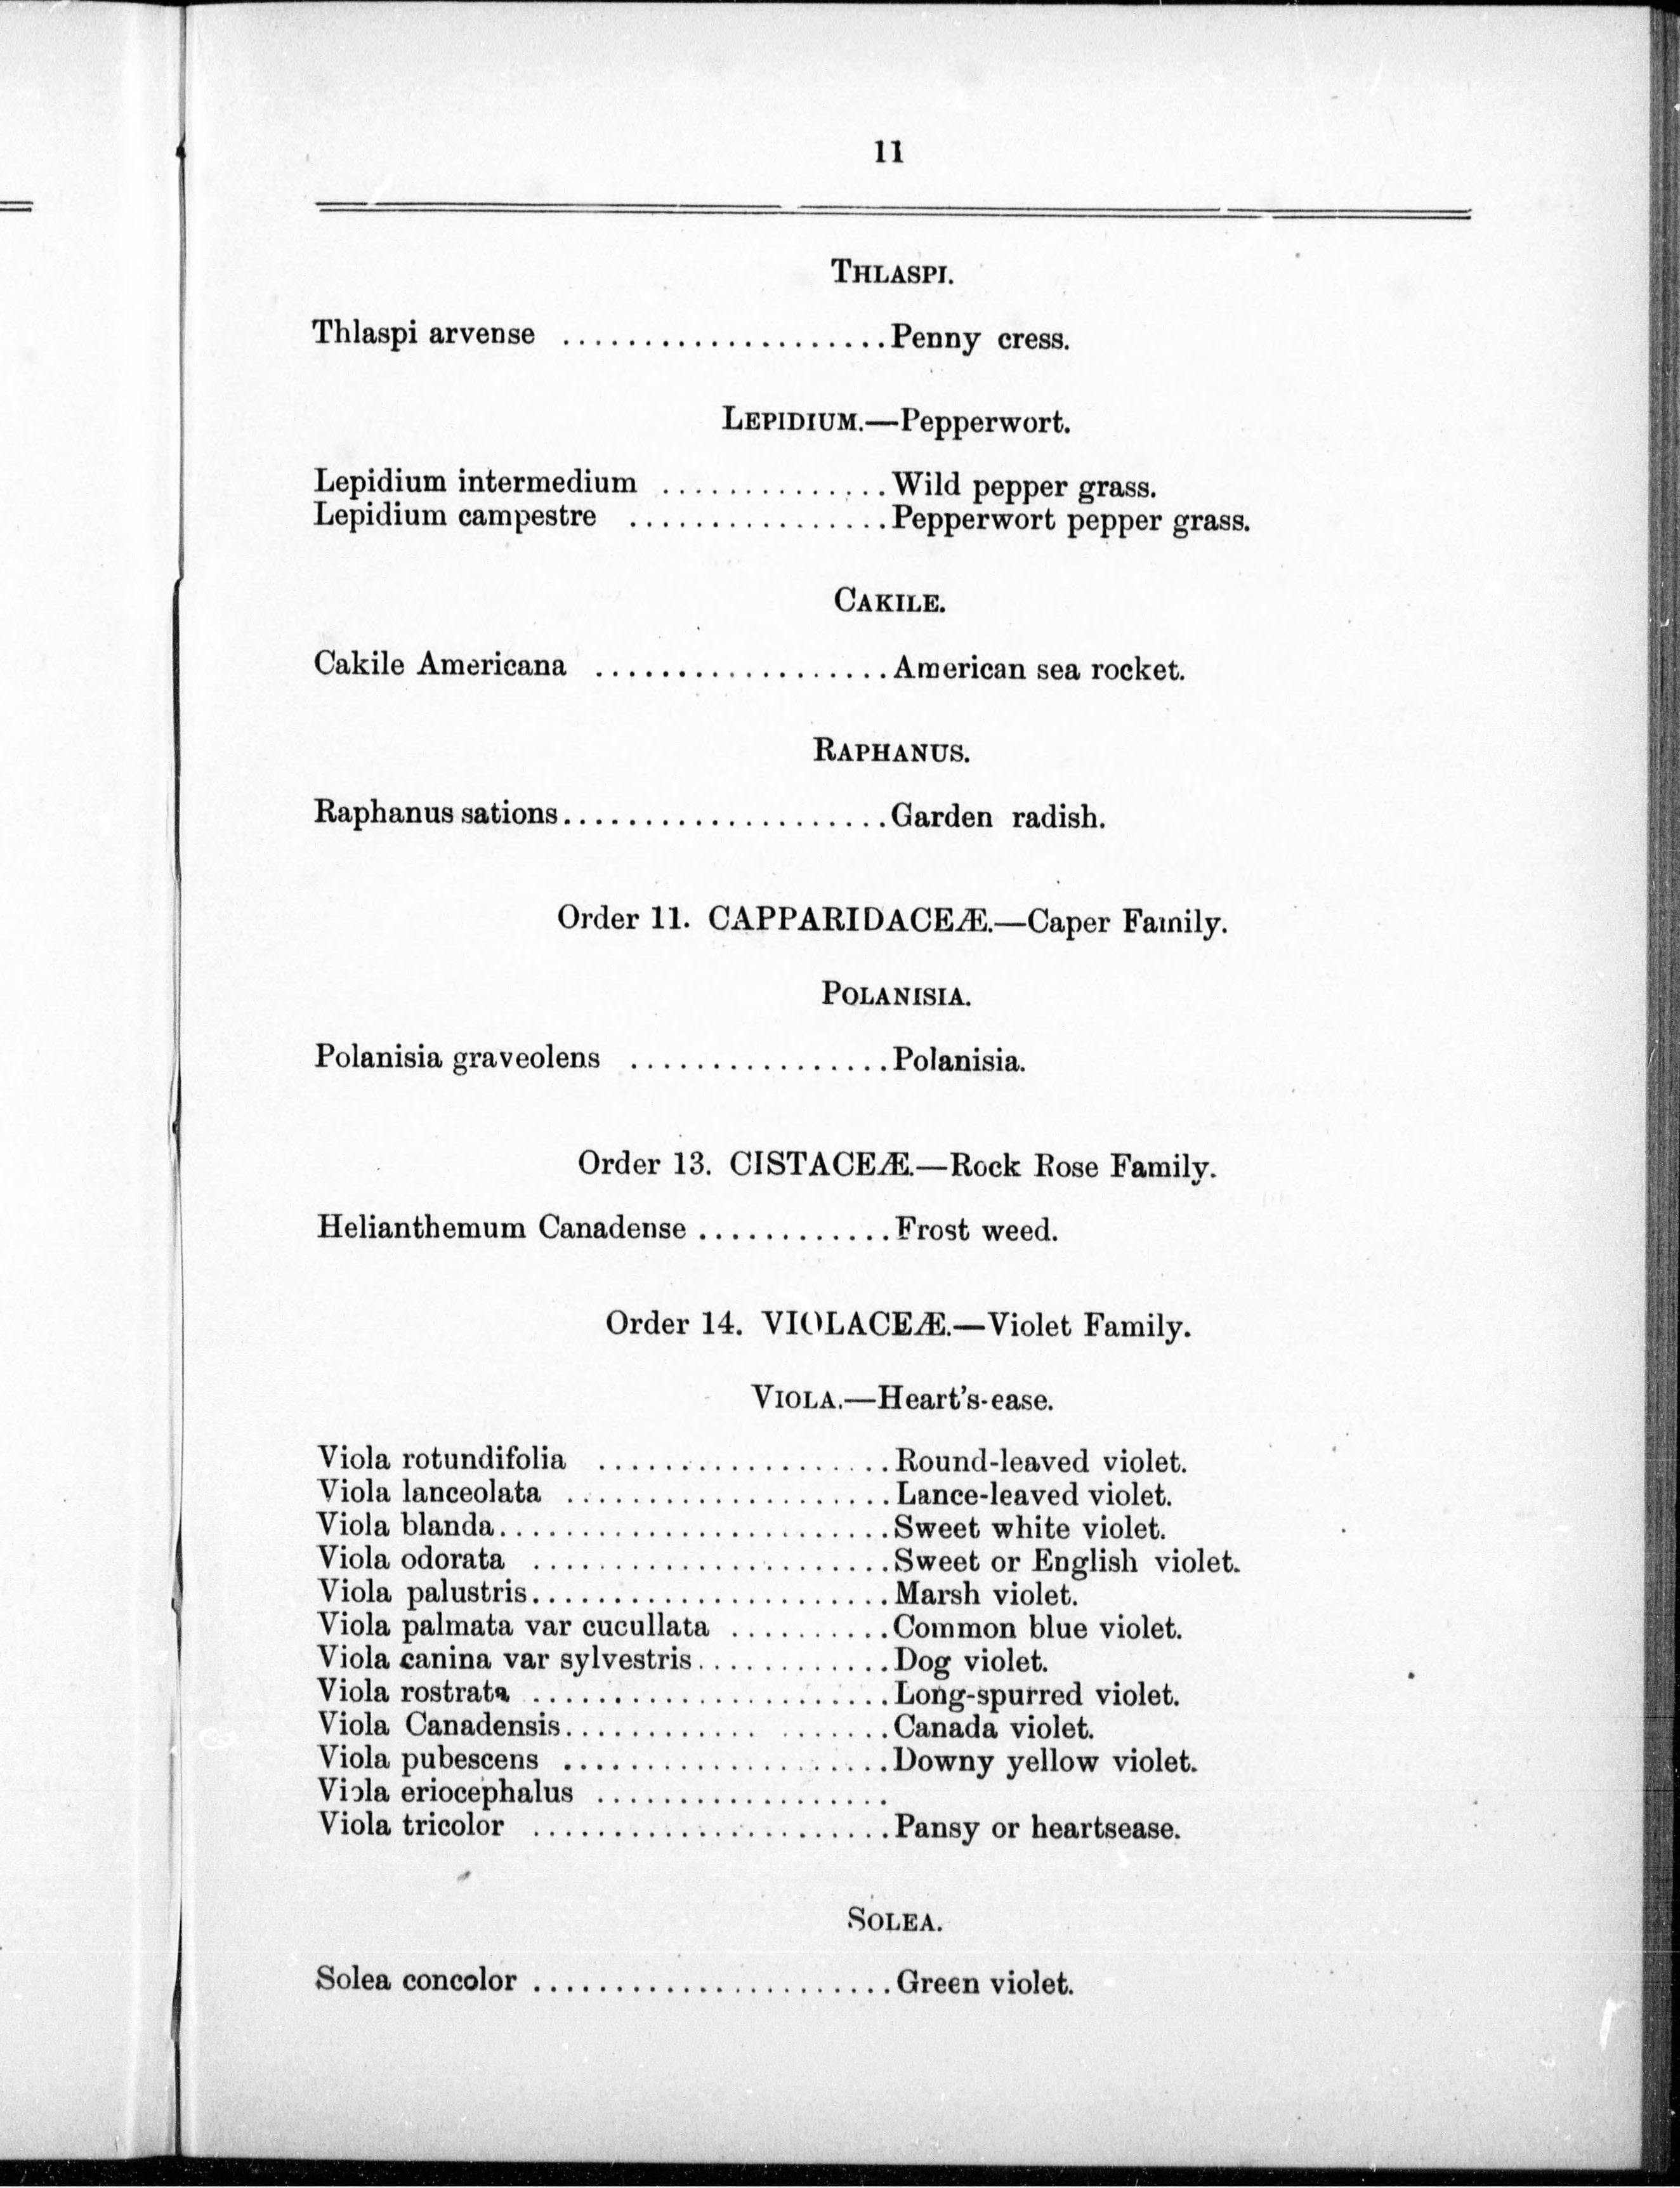 11
THLASPI.
Thlaspi arvense ....................Penny cress.
LEPIDIUM.—Pepperwort.
Lepidium intermedium ..............Wild pepper grass.
Lepidium campestre ................Pepperwort pepper grass.
CAKILE.
Cakile Americana ..................American sea rocket.
RAPHANUS.
Raphanus sations....................Garden radish.
Order 11. CAPPARIDACEÆ.—Caper Family.
POLANISIA.
Polanisia graveolens ................Polanisia.
Order 13. CISTACEÆ.—Rock Rose Family.
Helianthemum Canadense ............Frost weed.
Order 14. VIOLACEÆ.—Violet Family.
VIOLA.—Heart's-ease.
Viola rotundifolia ..................Round-leaved violet.
Viola lanceolata ....................Lance-leaved violet.
Viola blanda........................Sweet white violet.
Viola odorata ......................Sweet or English violet.
Viola palustris......................Marsh violet.
Viola palmata var cucullata ..........Common blue violet.
Viola canina var sylvestris............Dog violet.
Viola rostrata ......................Long-spurred violet.
Viola Canadensis............ .......Canada violet.
Viola pubescens ....................Downy yellow violet.
Viola eriocephalus ..................
Viola tricolor ......................Pansy or heartsease.
SOLEA.
Solea concolor ......................Green violet.